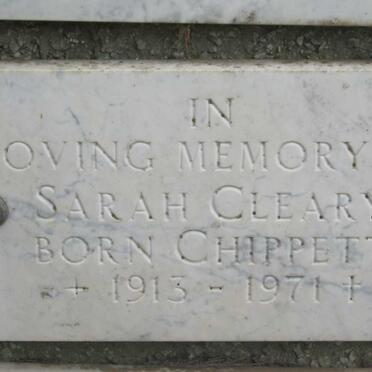 IN
OVING MEMORY
SARAH CLEARY
BORN CHIPPETT
+ 1913 - 1971 +